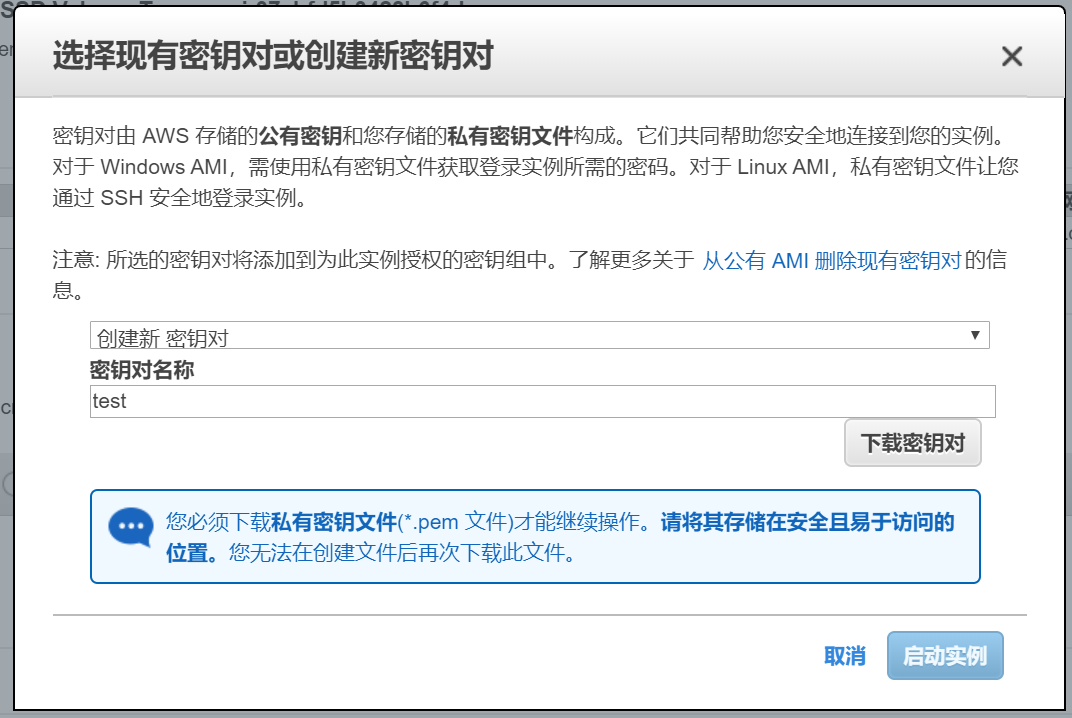 选择现有密钥对或创建新密钥对
密钥对由 AWS 存储的公有密钥和您存储的私有密钥文件构成。它们共同帮助您安全地连接到您的实例。
对于 Windows AMI，需使用私有密钥文件获取登录实例所需的密码。对于 Linux AMI，私有密钥文件让您
通过 SSH 安全地登录实例。
注意: 所选的密钥对将添加到为此实例授权的密钥组中。了解更多关于 从公有 AMI 删除现有密钥对 的信
息。
创建新 密钥对
密钥对名称
test
下载密钥对
您必须下载私有密钥文件(*.pem 文件)才能继续操作。请将其存储在安全且易于访问的
位置。您无法在创建文件后再次下载此文件。
取消
启动实例